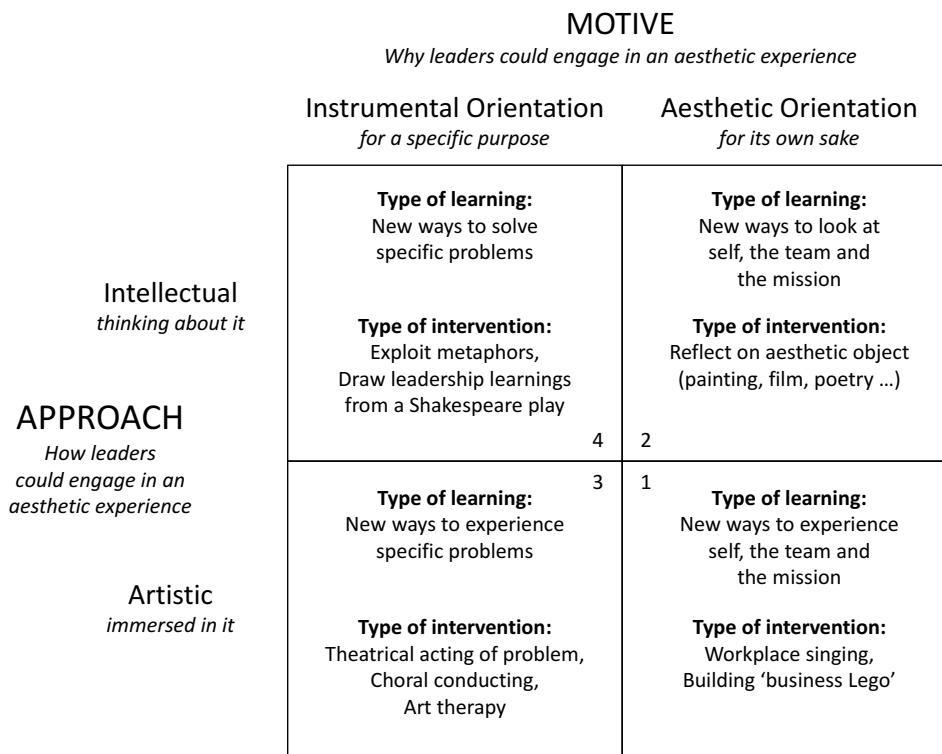 MOTIVE
Why leaders could engage in an aesthetic experience
Instrumental Orientation
for a specific purpose
Aesthetic Orientation
for its own sake
Intellectual
thinking about it
Type of learning:
New ways to solve
specific problems
Type of intervention:
Exploit metaphors,
Draw leadership learnings
from a Shakespeare play
4
Type of learning:
New ways to look at
self, the team and
the mission
Type of intervention:
Reflect on aesthetic object
(painting, film, poetry ...)
2
APPROACH
How leaders
could engage in an
aesthetic experience
Artistic
immersed in it
3
Type of learning:
New ways to experience
specific problems
Type of intervention:
Theatrical acting of problem,
Choral conducting,
Art therapy
1
Type of learning:
New ways to experience
self, the team and
the mission
Type of intervention:
Workplace singing,
Building ‘business Lego’